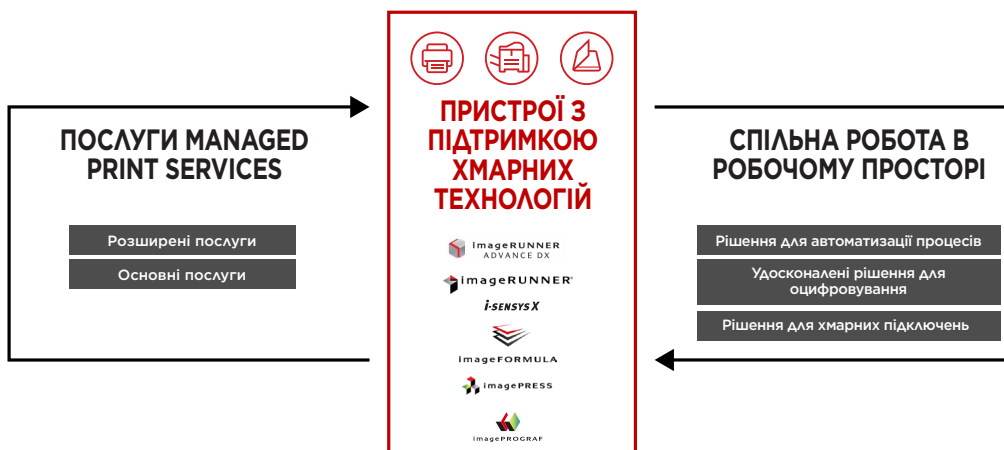 ПОСЛУГИ MANAGED
PRINT SERVICES
Розширені послуги
Основні послуги
ПРИСТРОЇ З
ПІДТРИМКОЮ
ХМАРНИХ
ТЕХНОЛОГІЙ
imageRUNNER
ADVANCE DX
imageRUNNER®
i-SENSYS X
imageFORMULA
imagePRESS
imagePROGRAF
СПІЛЬНА РОБОТА В
РОБОЧОМУ ПРОСТОРІ
Рішення для автоматизації процесів
Удосконалені рішення для
оцифровування
Рішення для хмарних підключень